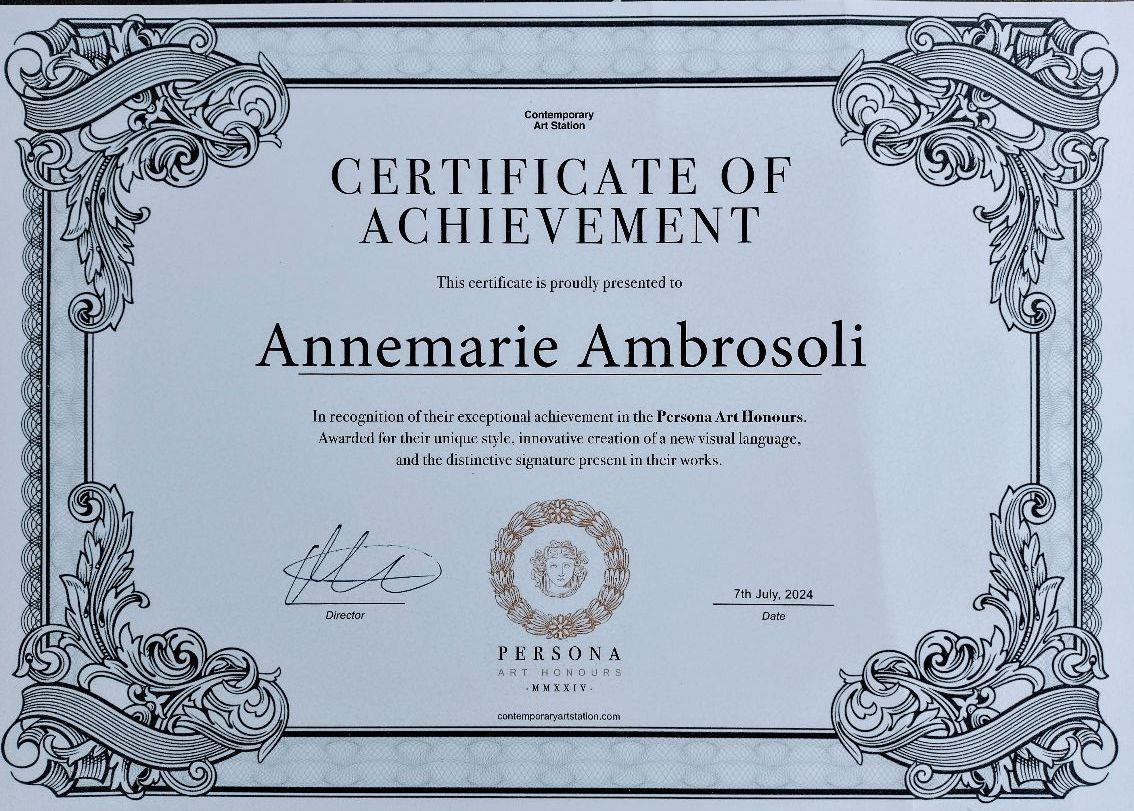 Contemporary
Art Station
CERTIFICATE OF
ACHIEVEMENT
This certificate is proudly presented to
Annemarie Ambrosoli
In recognition of their exceptional achievement in the Persona Art Honours.
Awarded for their unique style, innovative creation of a new visual language,
and the distinctive signature present in their works.
7th July, 2024
Director
Date
PERSONA
ART HONOURS
·MMXXIV·
contemporaryartstation.com